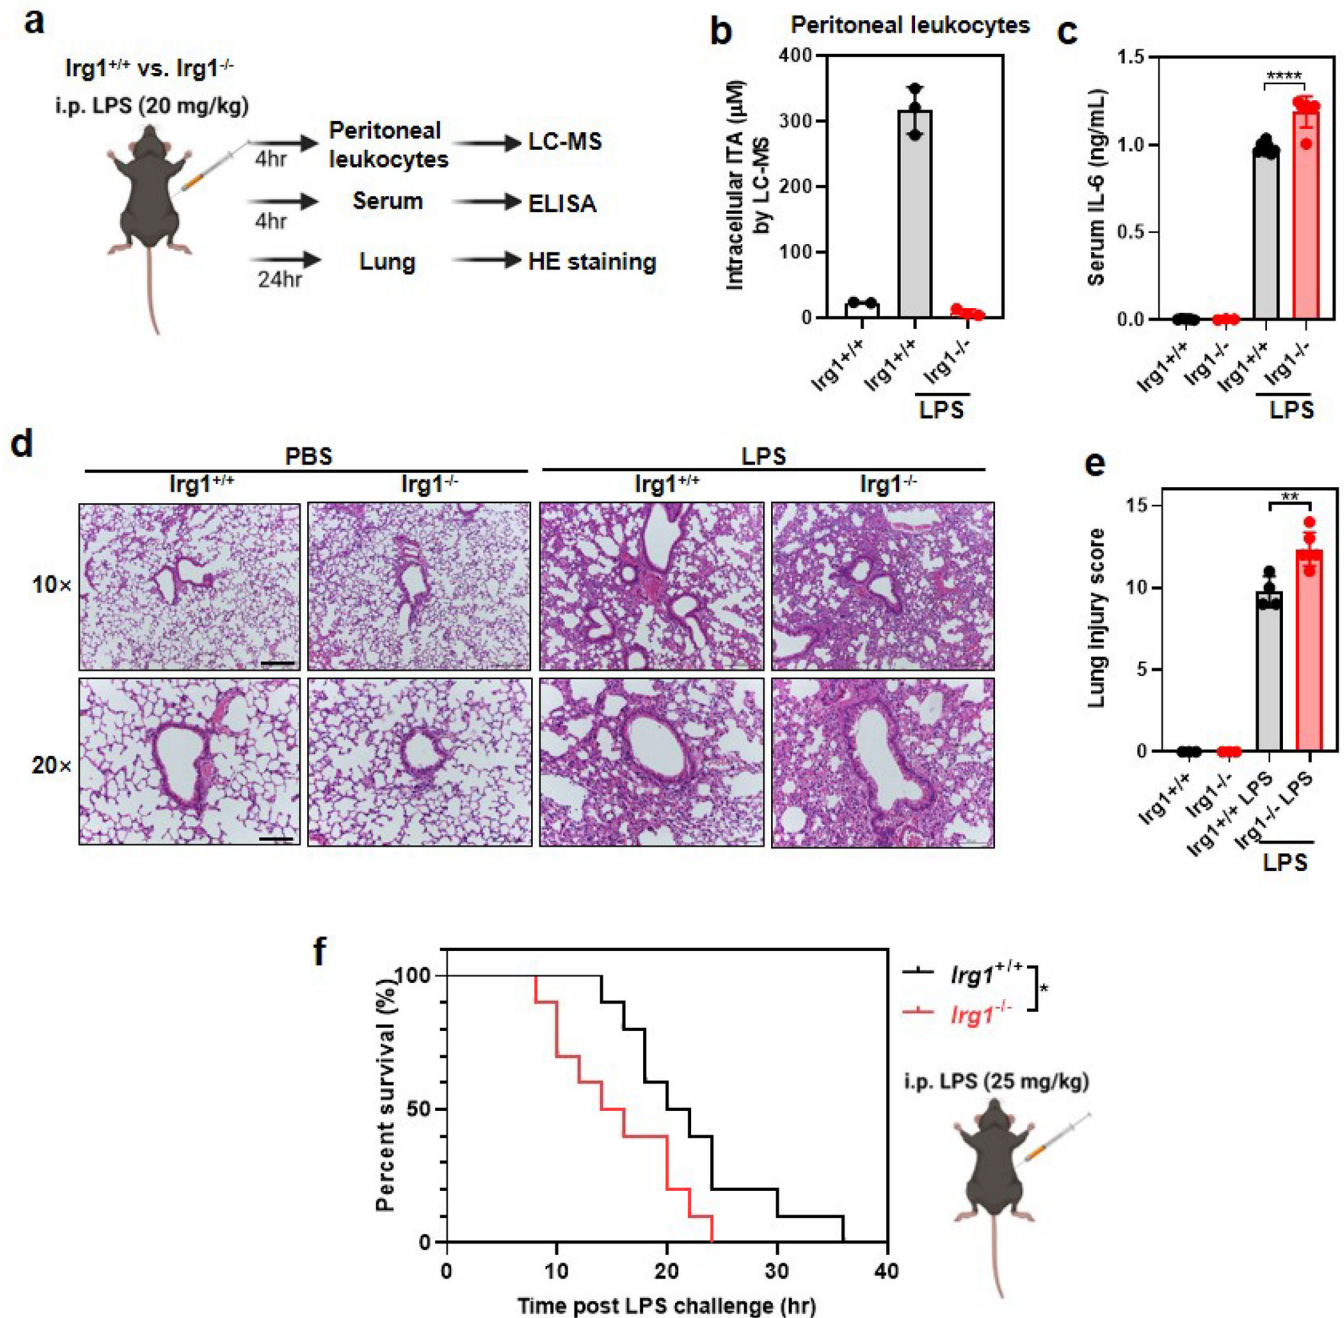 a
Irg1+/+ vs. Irg1-/-
i.p. LPS (20 mg/kg)
4hr
Peritoneal
leukocytes
LC-MS
4hr
Serum
ELISA
24hr
Lung
HE staining
b
Peritoneal leukocytes
Intracellular ITA (μM)
by LC-MS
400
300
200
100
0
Irg1+/+
Irg1+/+
Irg1-/-
LPS
c
Serum IL-6 (ng/mL)
1.5
1.0
0.5
0.0
****
Irg1+/+
Irg1-/-
Irg1+/+
Irg1-/-
LPS
d
PBS
LPS
Irg1+/+
Irg1-/-
Irg1+/+
Irg1-/-
10×
20×
e
Lung injury score
15
10
5
0
**
Irg1+/+
Irg1-/-
Irg1+/+ LPS
Irg1-/- LPS
LPS
f
Percent survival (%)
100
50
0
0
10
20
30
40
Time post LPS challenge (hr)
Irg1+/+
Irg1-/-
*
i.p. LPS (25 mg/kg)